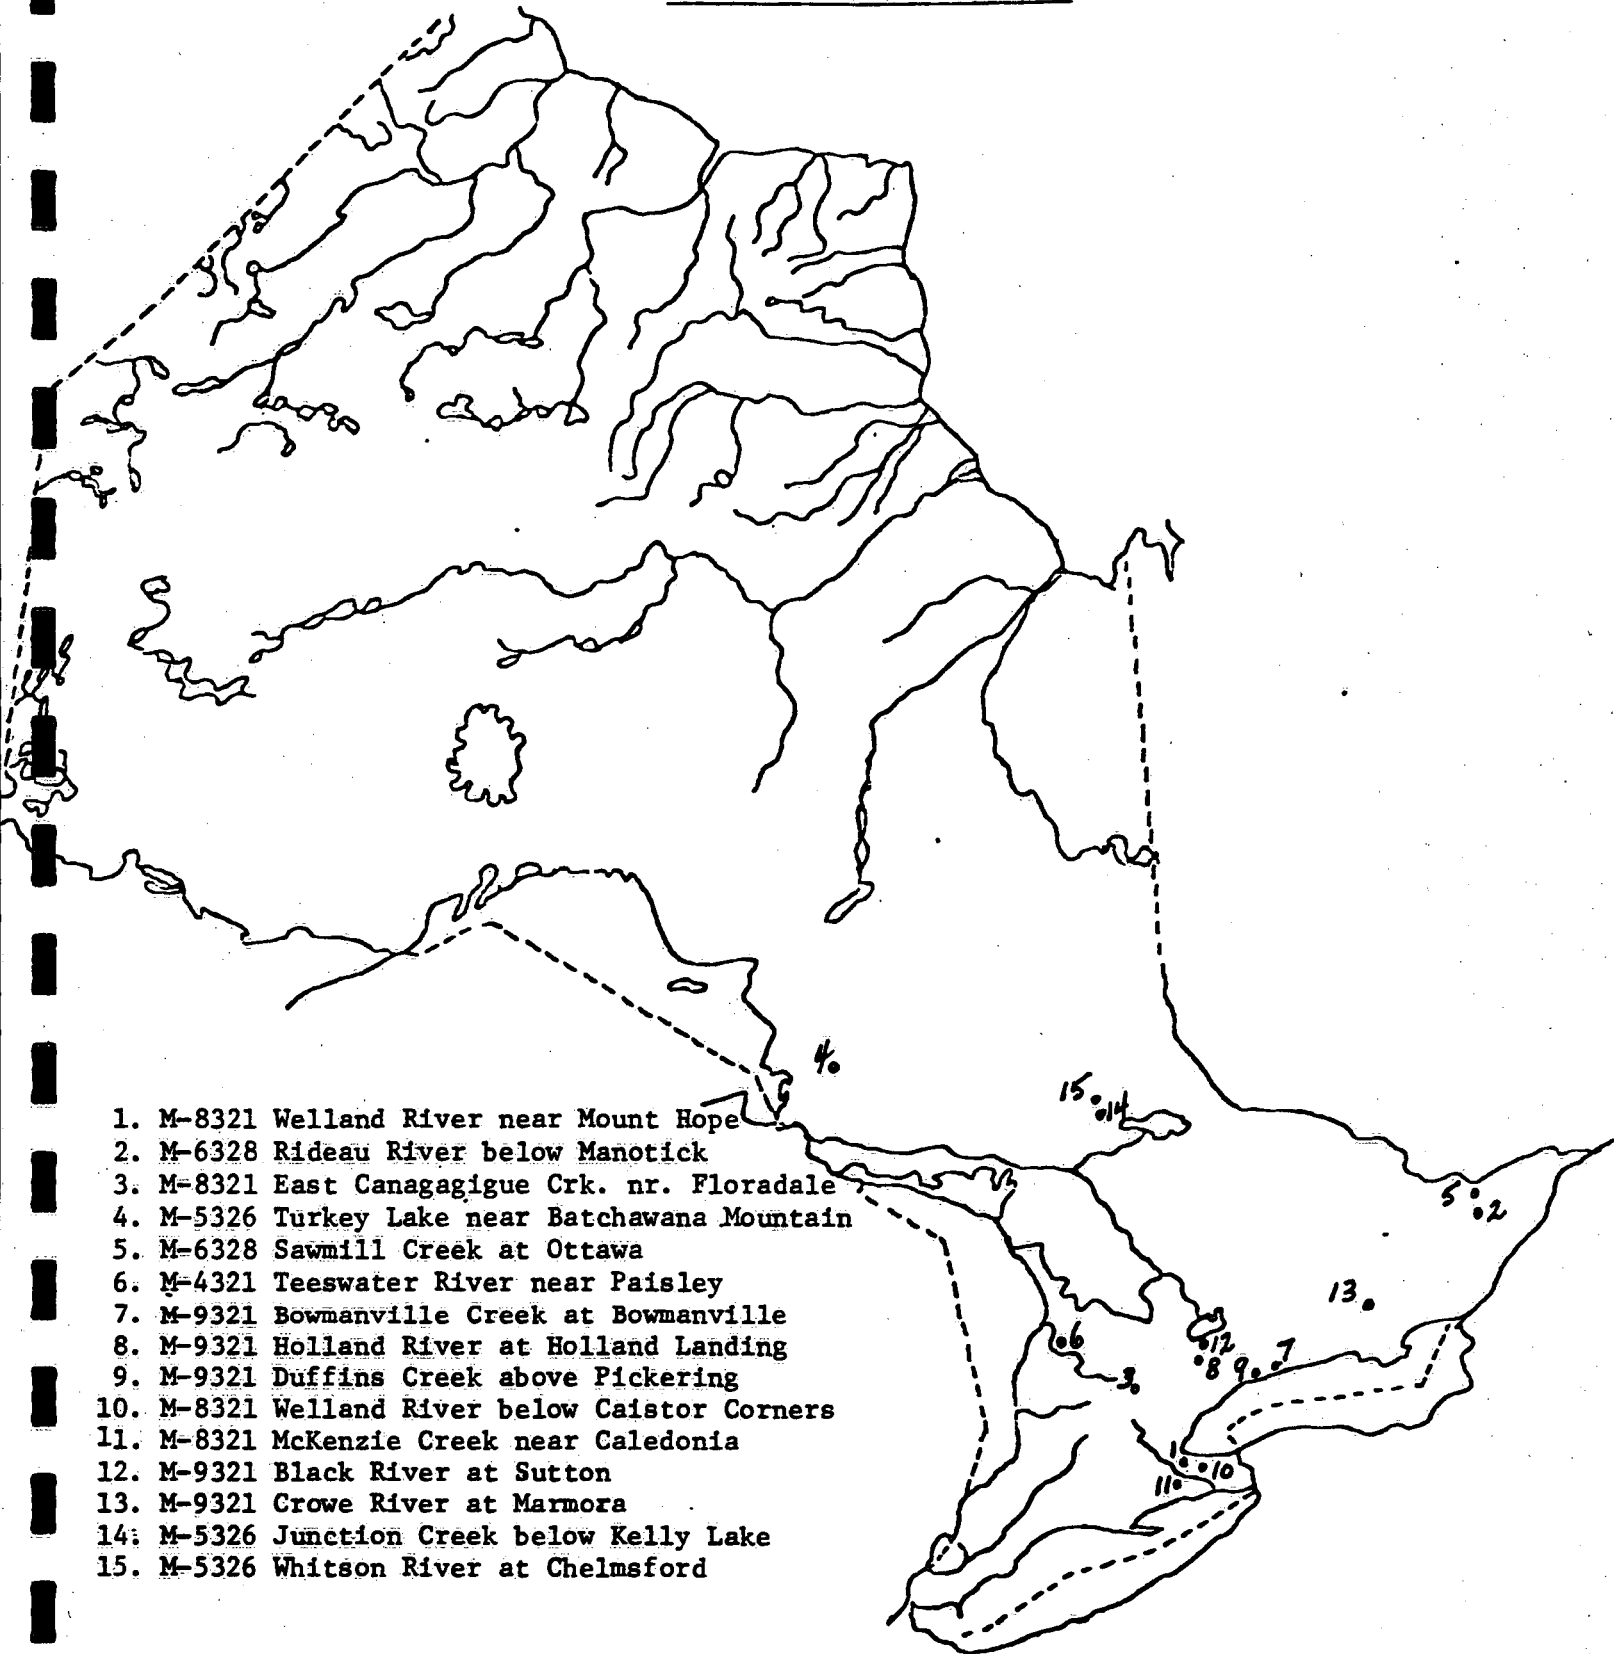 4.
15.
14
1. M-8321 Welland River near Mount Hope
2. M-6328 Rideau River below Manotick
3. M-8321 East Canagagigue Crk. nr. Floradale
4. M-5326 Turkey Lake near Batchawana Mountain
5. M-6328 Sawmill Creek at Ottawa
6. M-4321 Teeswater River near Paisley
7. M-9321 Bowmanville Creek at Bowmanville
8. M-9321 Holland River at Holland Landing
9. M-9321 Duffins Creek above Pickering
10. M-8321 Welland River below Caistor Corners
11. M-8321 McKenzie Creek near Caledonia
12. M-9321 Black River at Sutton
13. M-9321 Crowe River at Marmora
14. M-5326 Junction Creek below Kelly Lake
15. M-5326 Whitson River at Chelmsford
5
2
13
6
12
8
9
7
3
1
10
11